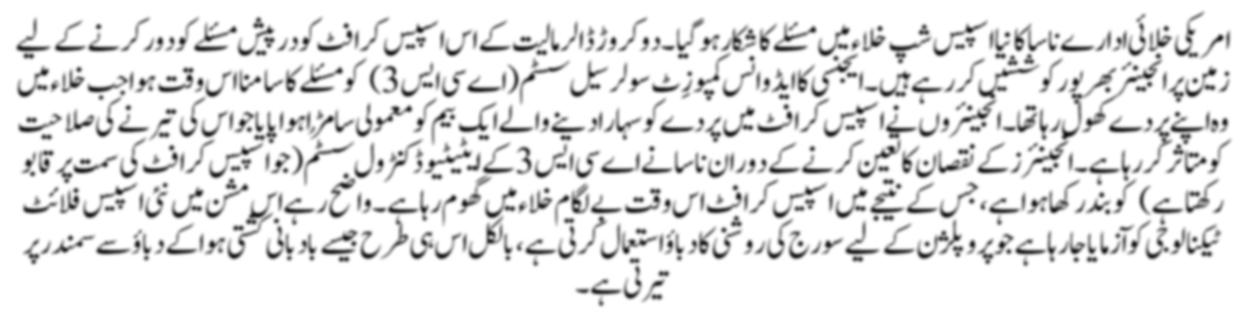 امریکی خلائی ادارے ناسا کا نیا اسپیس شپ خلاء میں مسئلے کا شکار ہو گیا۔ دو کروڑ ڈالر مالیت کے اس اسپیس کرافٹ کو درپیش مسئلے کو دور کرنے کے لیے
زمین پر انجینئر بھرپور کوششیں کر رہے ہیں۔ ایجنسی کا ایڈوانس کمپوزٹ سولر سیل سسٹم (اے سی ایس 3) کو مسئلے کا سامنا اس وقت ہوا جب خلاء میں
وہ اپنے پردے کھول رہا تھا۔ انجینئروں نے اسپیس کرافٹ میں پردے کو سہارا دینے والے ایک بیم کو معمولی سا مڑا ہوا پایا جو اس کی تیرنے کی صلاحیت
کو متاثر کر رہا ہے۔ انجینئرز کے نقصان کا تعین کرنے کے دوران ناسا نے اے سی ایس 3 کے ایٹیٹیوڈ کنٹرول سسٹم (جو اسپیس کرافٹ کی سمت پر قابو
رکھتا ہے) کو بند رکھا ہوا ہے، جس کے نتیجے میں اسپیس کرافٹ اس وقت بے لگام خلاء میں گھوم رہا ہے۔ واضح رہے اس مشن میں نئی اسپیس فلائٹ
ٹیکنالوجی کو آزمایا جا رہا ہے جو پروپلژن کے لیے سورج کی روشنی کا دباؤ استعمال کرتی ہے، بالکل اس ہی طرح جیسے بادبانی کشتی ہوا کے دباؤ سے سمندر پر
تیرتی ہے۔